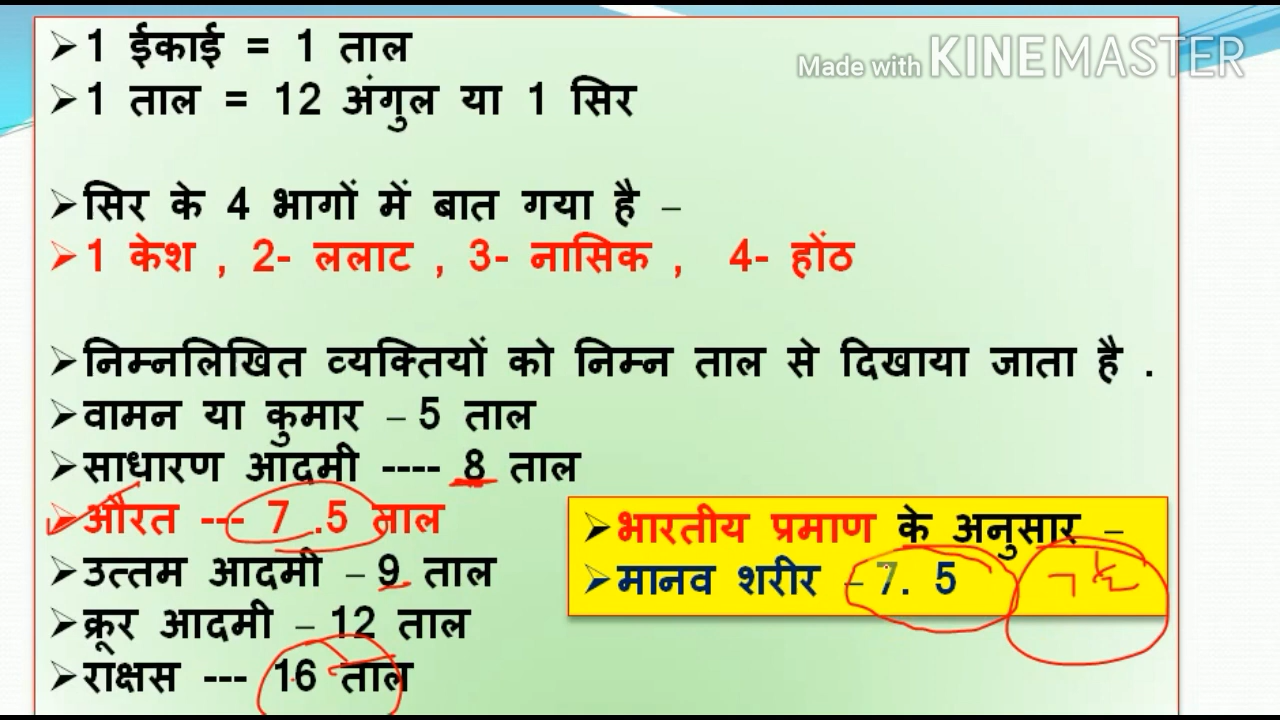 ➤1 ईकाई = 1 ताल
Made with KINEMASTER
➤1 ताल = 12 अंगुल या 1 सिर
➤सिर के 4 भागों में बात गया है –
➤1 केश , 2- ललाट , 3- नासिक , 4- होंठ
➤निम्नलिखित व्यक्तियों को निम्न ताल से दिखाया जाता है .
➤वामन या कुमार – 5 ताल
➤साधारण आदमी ---- 8 ताल
➤औरत --- 7 .5 ताल
➤उत्तम आदमी – 9 ताल
➤क्रूर आदमी – 12 ताल
➤राक्षस --- 16 ताल
➤भारतीय प्रमाण के अनुसार –
➤मानव शरीर – 7. 5